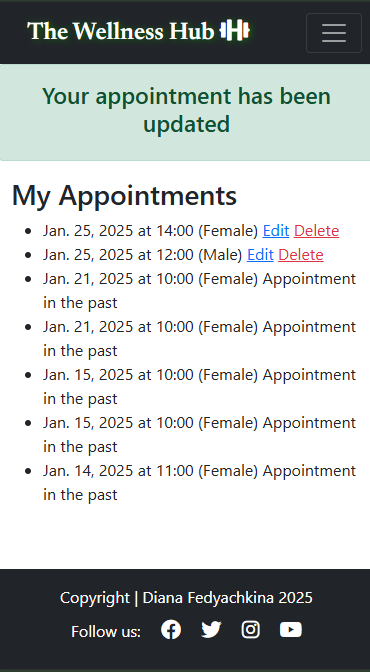 The Wellness Hub
Your appointment has been
updated
My Appointments
Jan. 25, 2025 at 14:00 (Female) Edit Delete
Jan. 25, 2025 at 12:00 (Male) Edit Delete
Jan. 21, 2025 at 10:00 (Female) Appointment
in the past
Jan. 21, 2025 at 10:00 (Female) Appointment
in the past
Jan. 15, 2025 at 10:00 (Female) Appointment
in the past
Jan. 15, 2025 at 10:00 (Female) Appointment
in the past
Jan. 14, 2025 at 11:00 (Female) Appointment
in the past
Copyright | Diana Fedyachkina 2025
Follow us: